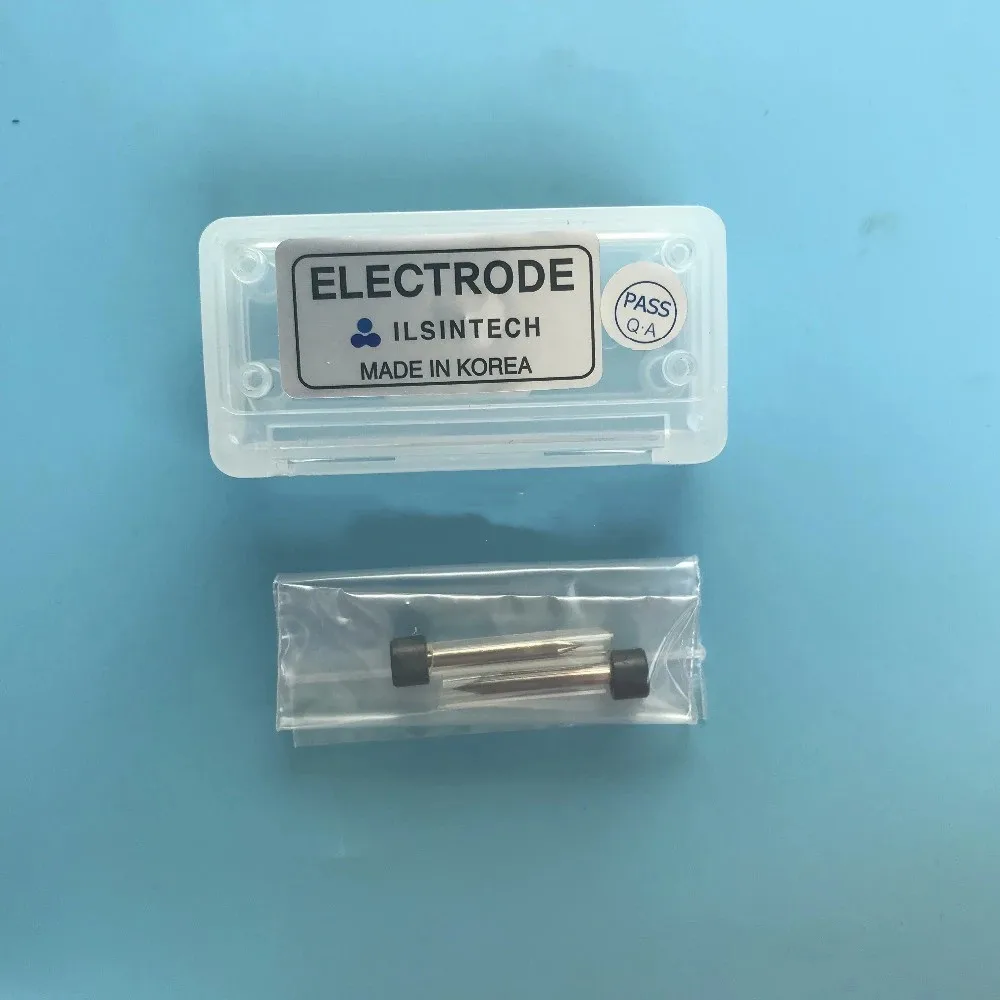 ELECTRODE
ILSINTECH
MADE IN KOREA
PASS
Q·A